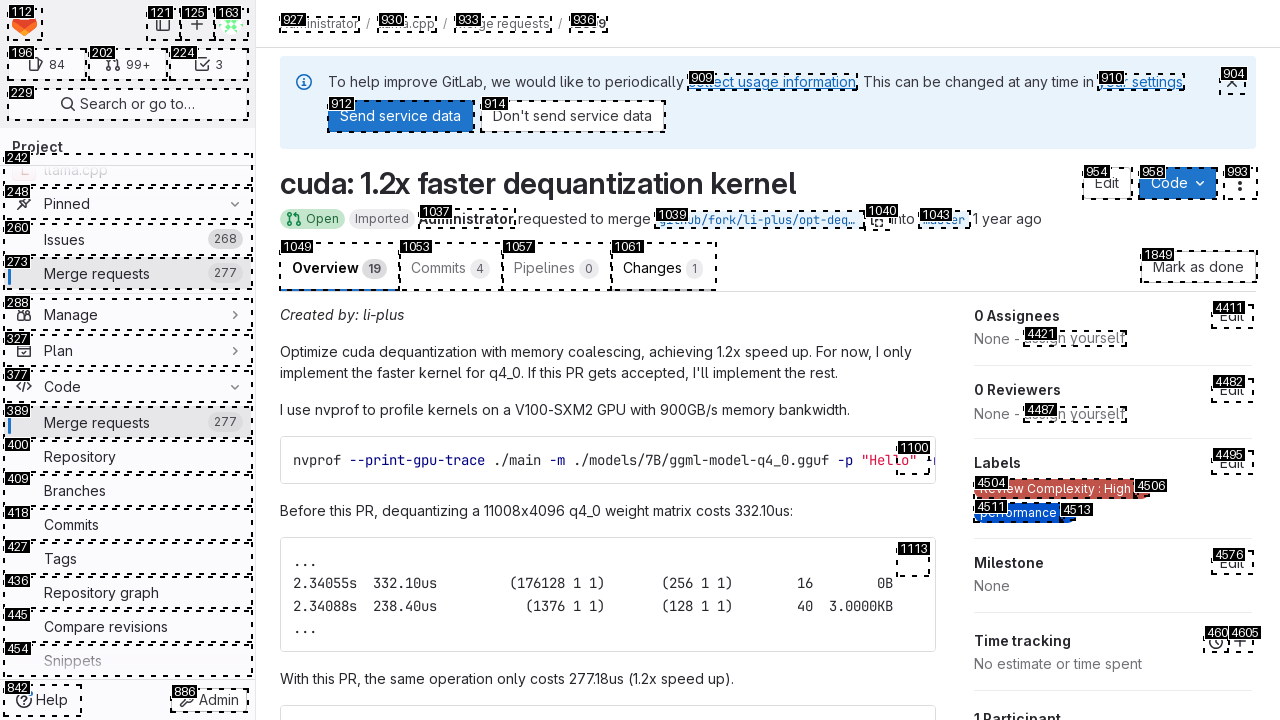 112
121
125
163
196
84
202
99+
224
3
229
Search or go to…
Project
242
llama.cpp
248
Pinned
260
Issues
268
273
Merge requests
277
288
Manage
327
Plan
377
Code
389
Merge requests
277
400
Repository
409
Branches
418
Commits
427
Tags
436
Repository graph
445
Compare revisions
454
Snippets
842
Help
886
Admin
927
930
933
936
/ / requests /
909
910
904
To help improve GitLab, we would like to periodically collect usage information. This can be changed at any time in your settings.
912
Send service data
914
Don't send service data
cuda: 1.2x faster dequantization kernel
954
Edit
958
Code
993
Open
Imported
1037
Administrator requested to merge
1039
github/fork/li-plus/opt-deq…
1040
into
1043
master
1 year ago
1049
Overview 19
1053
Commits 4
1057
Pipelines 0
1061
Changes 1
1849
Mark as done
Created by: li-plus
Optimize cuda dequantization with memory coalescing, achieving 1.2x speed up. For now, I only
implement the faster kernel for q4_0. If this PR gets accepted, I'll implement the rest.
I use nvprof to profile kernels on a V100-SXM2 GPU with 900GB/s memory bankwidth.
1100
nvprof --print-gpu-trace ./main -m ./models/7B/ggml-model-q4_0.gguf -p "Hello"
Before this PR, dequantizing a 11008x4096 q4_0 weight matrix costs 332.10us:
1113
...
2.34055s 332.10us (176128 1 1) (256 1 1) 16 0B
2.34088s 238.40us (1376 1 1) (128 1 1) 40 3.0000KB
...
With this PR, the same operation only costs 277.18us (1.2x speed up).
0 Assignees
4411
Edit
None -
4421
assign yourself
0 Reviewers
4482
Edit
None -
4487
assign yourself
Labels
4495
Edit
4504
Review Complexity : High
4506
4511
performance
4513
Milestone
4576
Edit
None
Time tracking
460
4605
No estimate or time spent
1 Participant